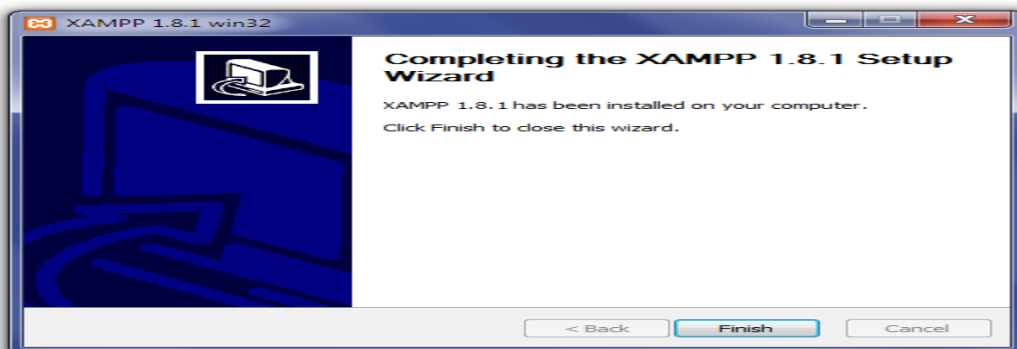 XAMPP 1.8.1 win32
Completing the XAMPP 1.8.1 Setup
Wizard
XAMPP 1.8.1 has been installed on your computer.
Click Finish to close this wizard.
< Back
Finish
Cancel